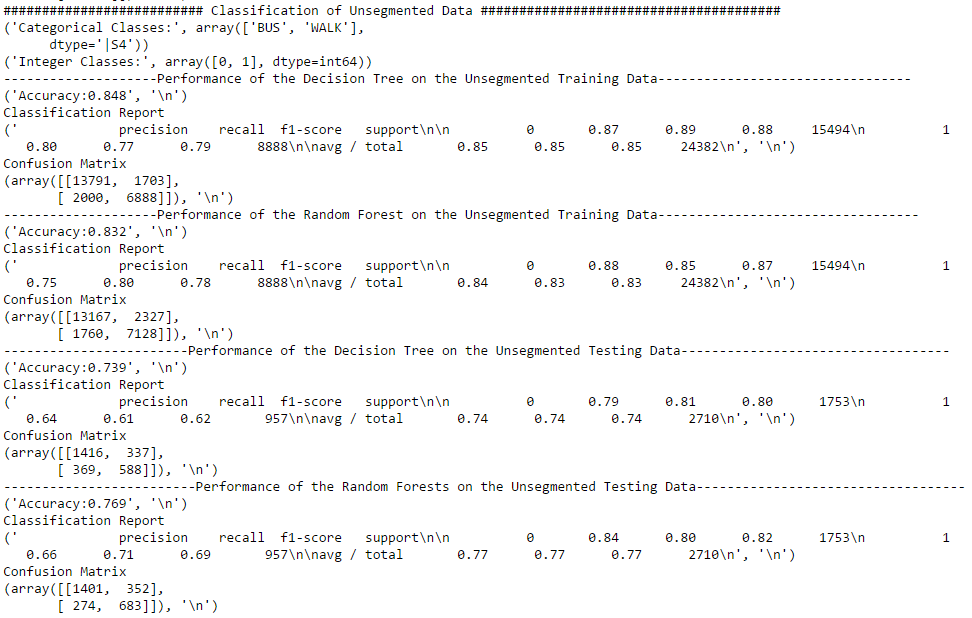 ########################## Classification of Unsegmented Data #######################################
('Categorical Classes:', array(['BUS', 'WALK'],
      dtype='|S4'))
('Integer Classes:', array([0, 1], dtype=int64))
--------------------Performance of the Decision Tree on the Unsegmented Training Data---------------------------------
('Accuracy:0.848', '\n')
Classification Report
('             precision    recall  f1-score   support\n\n          0       0.87      0.89      0.88     15494\n          1
   0.80      0.77      0.79      8888\n\navg / total       0.85      0.85      0.85     24382\n', '\n')
Confusion Matrix
(array([[13791,  1703],
       [ 2000,  6888]]), '\n')
--------------------Performance of the Random Forest on the Unsegmented Training Data----------------------------------
('Accuracy:0.832', '\n')
Classification Report
('             precision    recall  f1-score   support\n\n          0       0.88      0.85      0.87     15494\n          1
   0.75      0.80      0.78      8888\n\navg / total       0.84      0.83      0.83     24382\n', '\n')
Confusion Matrix
(array([[13167,  2327],
       [ 1760,  7128]]), '\n')
------------------------Performance of the Decision Tree on the Unsegmented Testing Data-----------------------------------
('Accuracy:0.739', '\n')
Classification Report
('             precision    recall  f1-score   support\n\n          0       0.79      0.81      0.80      1753\n          1
   0.64      0.61      0.62       957\n\navg / total       0.74      0.74      0.74      2710\n', '\n')
Confusion Matrix
(array([[1416,  337],
       [ 369,  588]]), '\n')
-------------------------Performance of the Random Forests on the Unsegmented Testing Data-----------------------------------
('Accuracy:0.769', '\n')
Classification Report
('             precision    recall  f1-score   support\n\n          0       0.84      0.80      0.82      1753\n          1
   0.66      0.71      0.69       957\n\navg / total       0.77      0.77      0.77      2710\n', '\n')
Confusion Matrix
(array([[1401,  352],
       [ 274,  683]]), '\n')